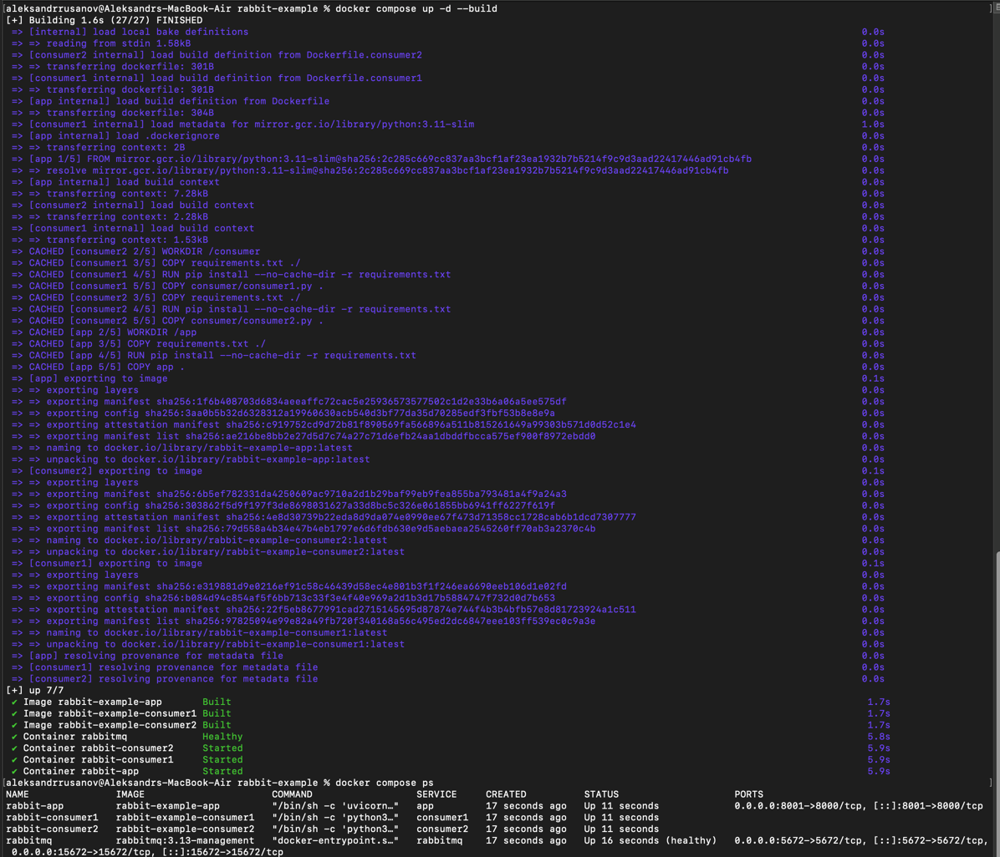 [aleksandrrusanov@Aleksandrs-MacBook-Air rabbit-example % docker compose up -d --build ]
[+] Building 1.6s (27/27) FINISHED
=> [internal] load local bake definitions 0.0s
=> => reading from stdin 1.58kB 0.0s
=> [consumer2 internal] load build definition from Dockerfile.consumer2 0.0s
=> => transferring dockerfile: 301B 0.0s
=> [consumer1 internal] load build definition from Dockerfile.consumer1 0.0s
=> => transferring dockerfile: 301B 0.0s
=> [app internal] load build definition from Dockerfile 0.0s
=> => transferring dockerfile: 304B 0.0s
=> [consumer1 internal] load metadata for mirror.gcr.io/library/python:3.11-slim 1.0s
=> [app internal] load .dockerignore 0.0s
=> => transferring context: 2B 0.0s
=> [app 1/5] FROM mirror.gcr.io/library/python:3.11-slim@sha256:2c285c669cc837aa3bcf1af23ea1932b7b5214f9c9d3aad22417446ad91cb4fb 0.0s
=> => resolve mirror.gcr.io/library/python:3.11-slim@sha256:2c285c669cc837aa3bcf1af23ea1932b7b5214f9c9d3aad22417446ad91cb4fb 0.0s
=> [app internal] load build context 0.0s
=> => transferring context: 7.28kB 0.0s
=> [consumer2 internal] load build context 0.0s
=> => transferring context: 2.28kB 0.0s
=> [consumer1 internal] load build context 0.0s
=> => transferring context: 1.53kB 0.0s
=> CACHED [consumer2 2/5] WORKDIR /consumer 0.0s
=> CACHED [consumer1 3/5] COPY requirements.txt ./ 0.0s
=> CACHED [consumer1 4/5] RUN pip install --no-cache-dir -r requirements.txt 0.0s
=> CACHED [consumer1 5/5] COPY consumer/consumer1.py . 0.0s
=> CACHED [consumer2 3/5] COPY requirements.txt ./ 0.0s
=> CACHED [consumer2 4/5] RUN pip install --no-cache-dir -r requirements.txt 0.0s
=> CACHED [consumer2 5/5] COPY consumer/consumer2.py . 0.0s
=> CACHED [app 2/5] WORKDIR /app 0.0s
=> CACHED [app 3/5] COPY requirements.txt ./ 0.0s
=> CACHED [app 4/5] RUN pip install --no-cache-dir -r requirements.txt 0.0s
=> CACHED [app 5/5] COPY app . 0.0s
=> [app] exporting to image 0.1s
=> => exporting layers 0.0s
=> => exporting manifest sha256:1f6b408703d6834aeeaffc72cac5e25936573577502c1d2e33b6a06a5ee575df 0.0s
=> => exporting config sha256:3aa0b5b32d6328312a19960630acb540d3bf77da35d70285edf3fbf53b8e8e9a 0.0s
=> => exporting attestation manifest sha256:c919752cd9d72b81f890569fa566896a511b815261649a99303b571d0d52c1e4 0.0s
=> => exporting manifest list sha256:ae216be8bb2e27d5d7c74a27c71d6efb24aa1dbddfbcca575ef900f8972ebdd0 0.0s
=> => naming to docker.io/library/rabbit-example-app:latest 0.0s
=> => unpacking to docker.io/library/rabbit-example-app:latest 0.0s
=> [consumer2] exporting to image 0.1s
=> => exporting layers 0.0s
=> => exporting manifest sha256:6b5ef782331da4250609ac9710a2d1b29baf99eb9fea855ba793481a4f9a24a3 0.0s
=> => exporting config sha256:303862f5d9f197f3de8698031627a33d8bc5c326e061855bb6941ff6227f619f 0.0s
=> => exporting attestation manifest sha256:4e8d30739b22eda8d9da074e0990ee67f473d71358cc1728cab6b1dcd7307777 0.0s
=> => exporting manifest list sha256:79d558a4b34e47b4eb1797e6d6fdb630e9d5aebaea2545260ff70ab3a2370c4b 0.0s
=> => naming to docker.io/library/rabbit-example-consumer2:latest 0.0s
=> => unpacking to docker.io/library/rabbit-example-consumer2:latest 0.0s
=> [consumer1] exporting to image 0.1s
=> => exporting layers 0.0s
=> => exporting manifest sha256:e319881d9e0216ef91c58c46439d58ec4e801b3f1f246ea6690eeb106d1e02fd 0.0s
=> => exporting config sha256:b084d94c854af5f6bb713c33f3e4f40e969a2d1b3d17b5884747f732d0d7b653 0.0s
=> => exporting attestation manifest sha256:22f5eb8677991cad2715145695d87874e744f4b3b4bfb57e8d81723924a1c511 0.0s
=> => exporting manifest list sha256:97825094e99e82a49fb720f340168a56c495ed2dc6847eee103ff539ec0c9a3e 0.0s
=> => naming to docker.io/library/rabbit-example-consumer1:latest 0.0s
=> => unpacking to docker.io/library/rabbit-example-consumer1:latest 0.0s
=> [app] resolving provenance for metadata file 0.0s
=> [consumer1] resolving provenance for metadata file 0.0s
=> [consumer2] resolving provenance for metadata file 0.0s
[+] up 7/7
✔ Image rabbit-example-app Built 1.7s
✔ Image rabbit-example-consumer1 Built 1.7s
✔ Image rabbit-example-consumer2 Built 1.7s
✔ Container rabbitmq Healthy 5.8s
✔ Container rabbit-consumer2 Started 5.9s
✔ Container rabbit-consumer1 Started 5.9s
✔ Container rabbit-app Started 5.9s
[aleksandrrusanov@Aleksandrs-MacBook-Air rabbit-example % docker compose ps ]
NAME IMAGE COMMAND SERVICE CREATED STATUS PORTS
rabbit-app rabbit-example-app "/bin/sh -c 'uvicorn…" app 17 seconds ago Up 11 seconds 0.0.0.0:8001->8000/tcp, [::]:8001->8000/tcp
rabbit-consumer1 rabbit-example-consumer1 "/bin/sh -c 'python3…" consumer1 17 seconds ago Up 11 seconds
rabbit-consumer2 rabbit-example-consumer2 "/bin/sh -c 'python3…" consumer2 17 seconds ago Up 11 seconds
rabbitmq rabbitmq:3.13-management "docker-entrypoint.s…" rabbitmq 17 seconds ago Up 16 seconds (healthy) 0.0.0.0:5672->5672/tcp, [::]:5672->5672/tcp,
0.0.0.0:15672->15672/tcp, [::]:15672->15672/tcp